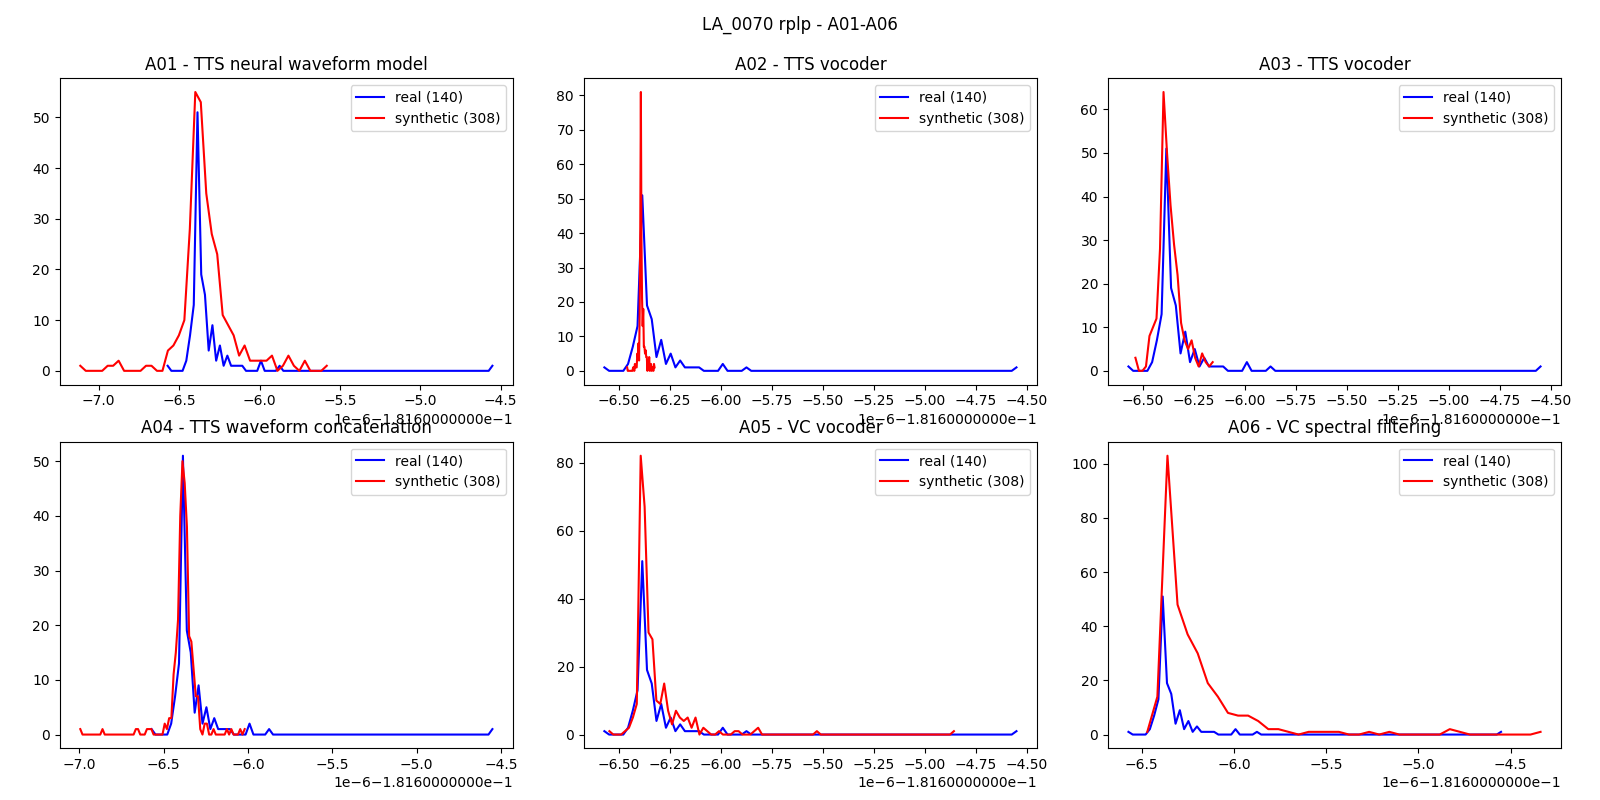 LA_0070 rplp - A01-A06
A01 - TTS neural waveform model
A02 - TTS vocoder
A03 - TTS vocoder
real (140)
synthetic (308)
50
40
30
20
10
0
−7.0 −6.5 −6.0 −5.5 −5.0 −4.5
1e−6−1.8160000000e−1
real (140)
synthetic (308)
80
70
60
50
40
30
20
10
0
−6.50 −6.25 −6.00 −5.75 −5.50 −5.25 −5.00 −4.75 −4.50
1e−6−1.8160000000e−1
real (140)
synthetic (308)
60
50
40
30
20
10
0
−6.50 −6.25 −6.00 −5.75 −5.50 −5.25 −5.00 −4.75 −4.50
1e−6−1.8160000000e−1
A04 - TTS waveform concatenation
A05 - VC vocoder
A06 - VC spectral filtering
real (140)
synthetic (308)
50
40
30
20
10
0
−7.0 −6.5 −6.0 −5.5 −5.0 −4.5
1e−6−1.8160000000e−1
real (140)
synthetic (308)
80
60
40
20
0
−6.50 −6.25 −6.00 −5.75 −5.50 −5.25 −5.00 −4.75 −4.50
1e−6−1.8160000000e−1
real (140)
synthetic (308)
100
80
60
40
20
0
−6.5 −6.0 −5.5 −5.0 −4.5
1e−6−1.8160000000e−1